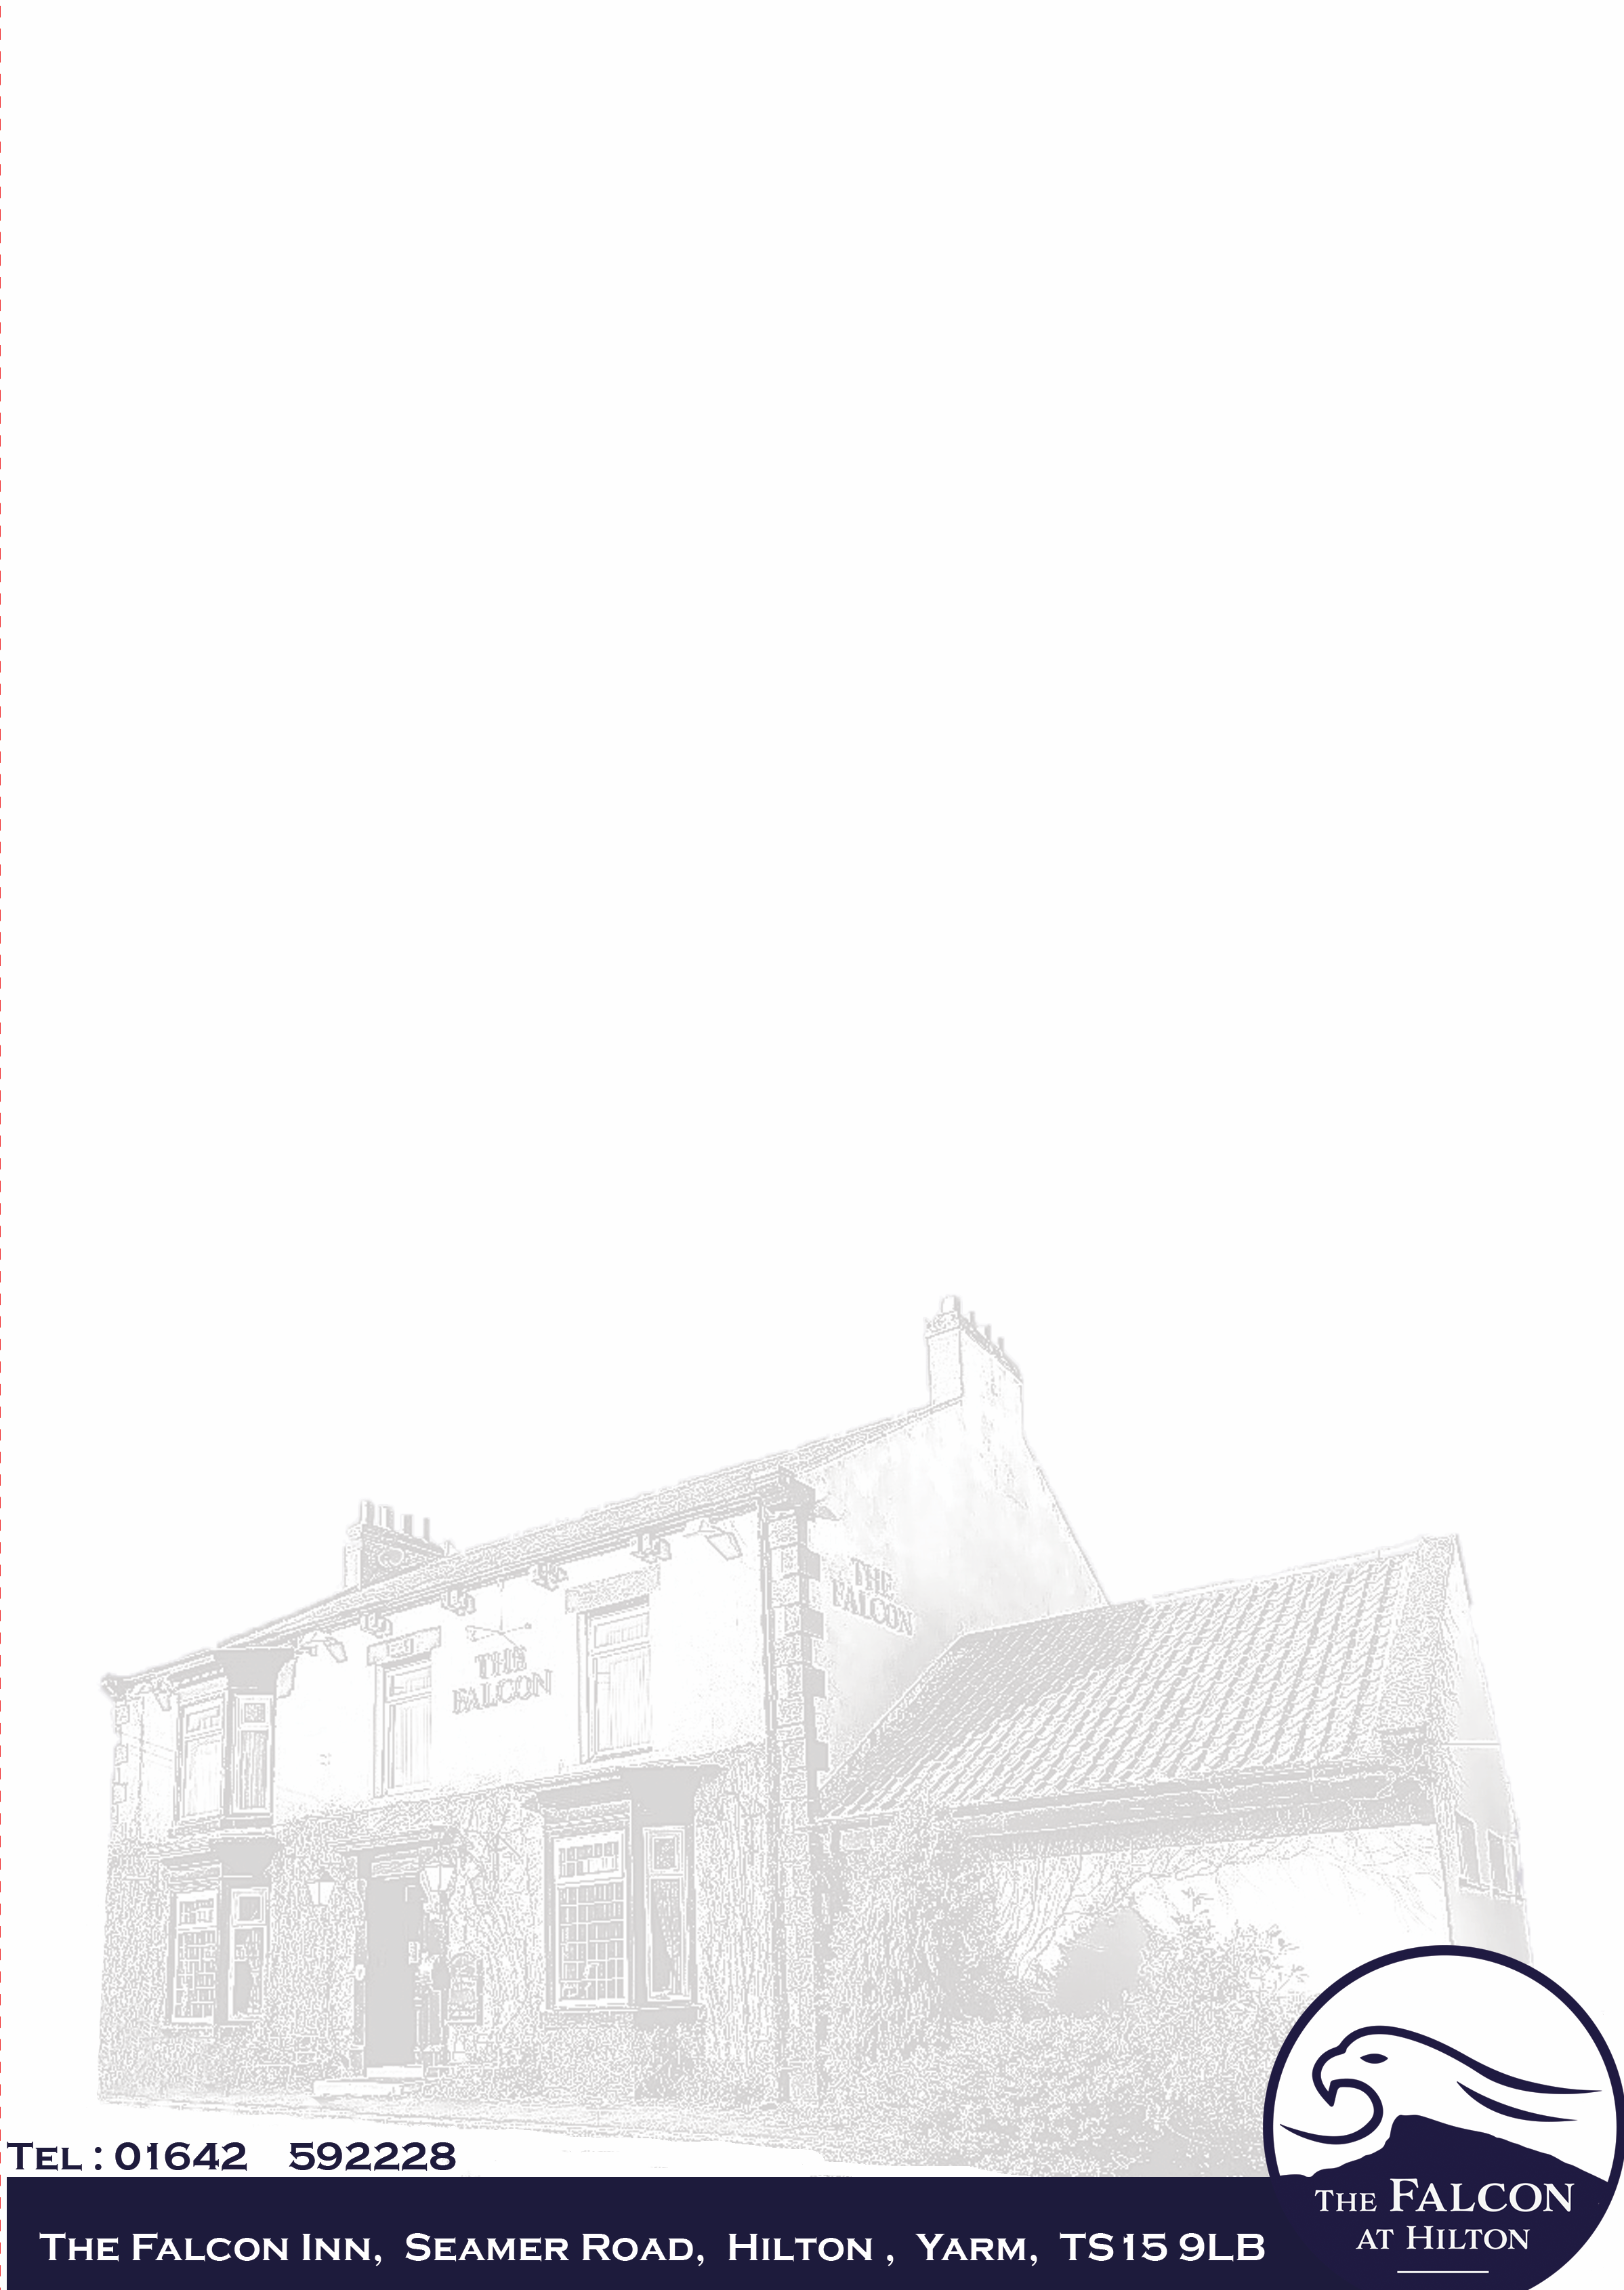 THE
FALCON
THE
FALCON
Tel : 01642 592228
The Falcon Inn, Seamer Road, Hilton , Yarm, TS15 9LB
The Falcon
at Hilton